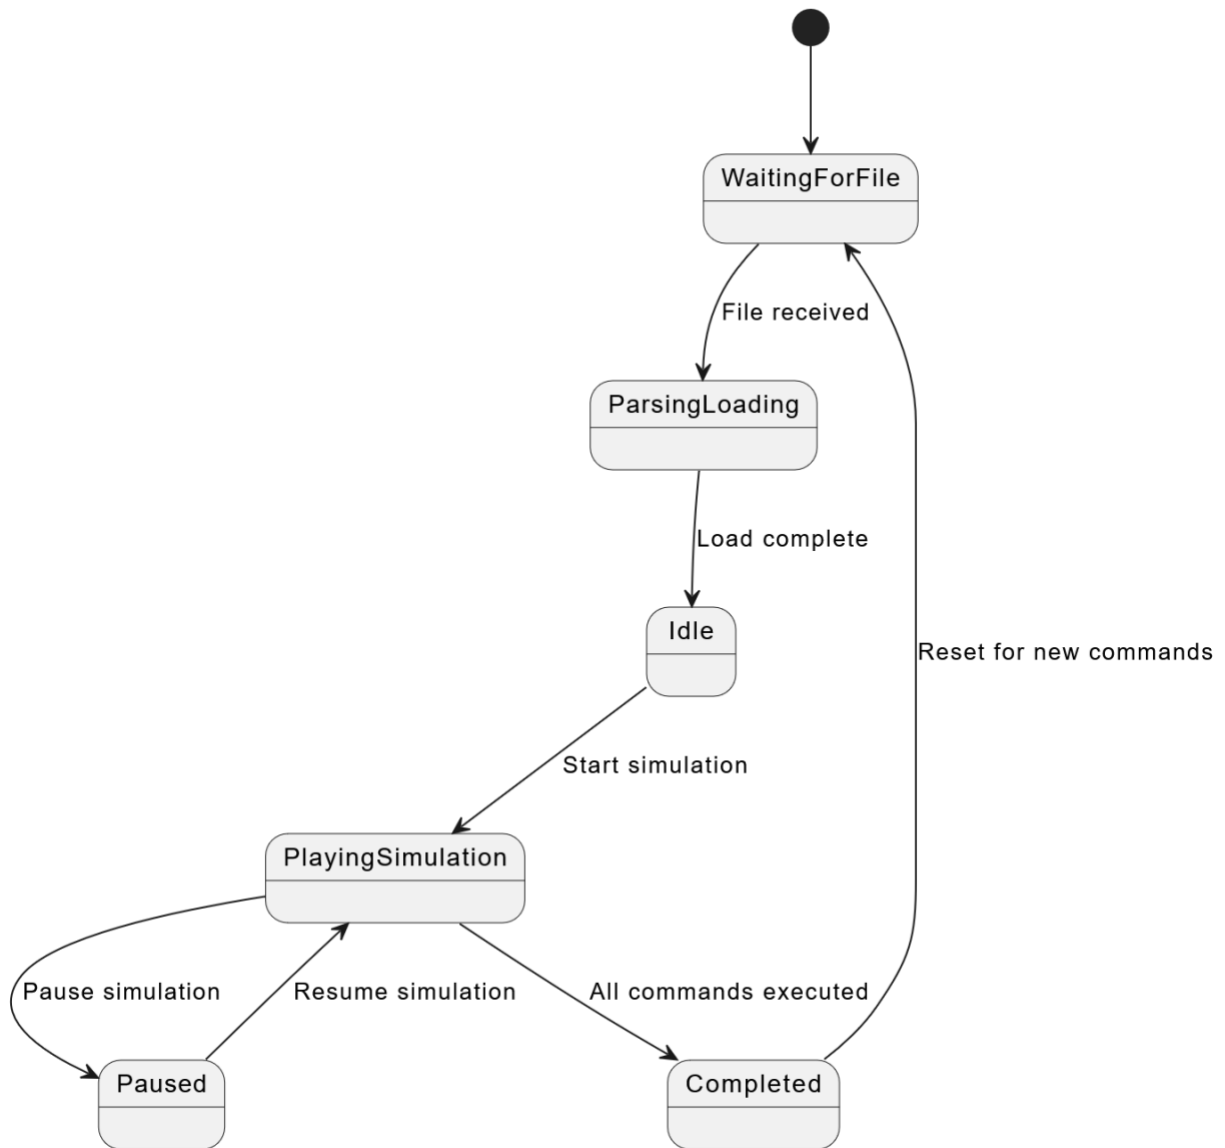 WaitingForFile
File received
ParsingLoading
Load complete
Idle
Reset for new commands
Start simulation
PlayingSimulation
Pause simulation
Resume simulation
All commands executed
Paused
Completed